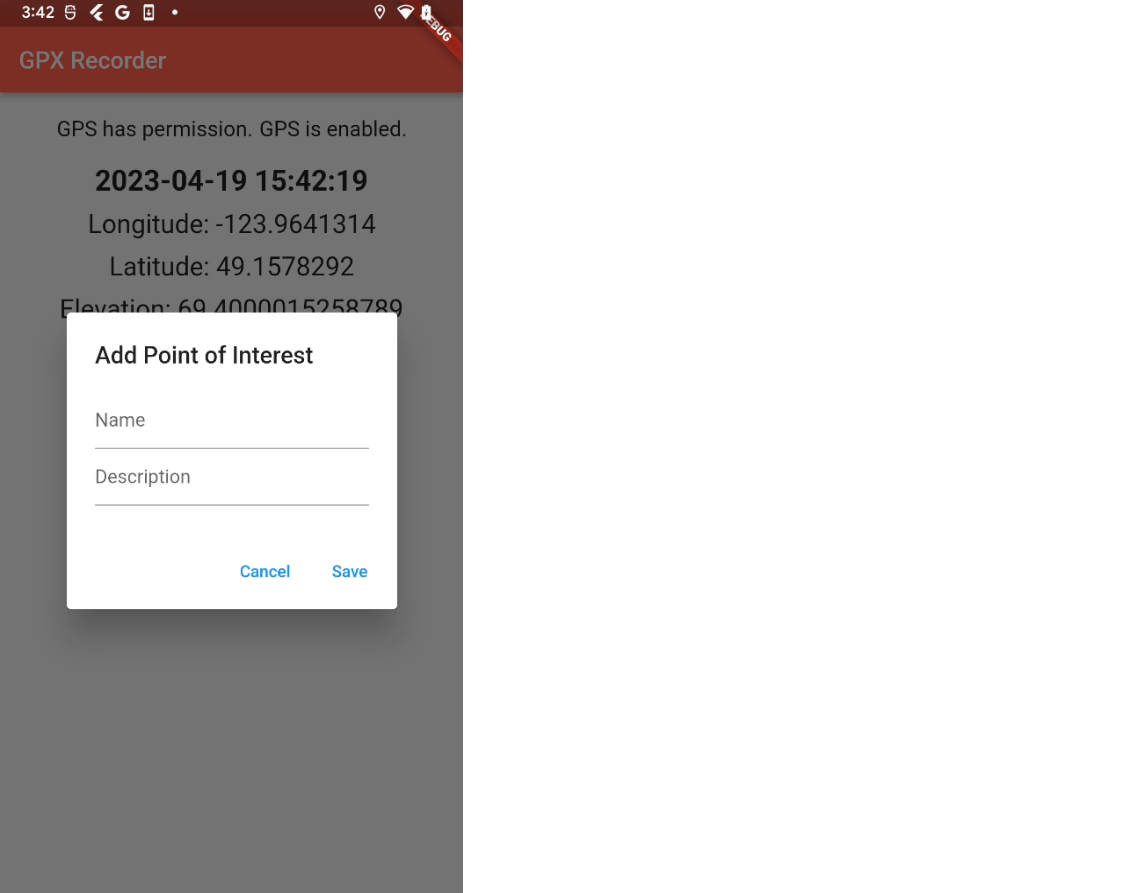 3:42
GPX Recorder
GPS has permission. GPS is enabled.
2023-04-19 15:42:19
Longitude: -123.9641314
Latitude: 49.1578292
Elevation: 69.4000015258789
Add Point of Interest
Name
Description
Cancel
Save